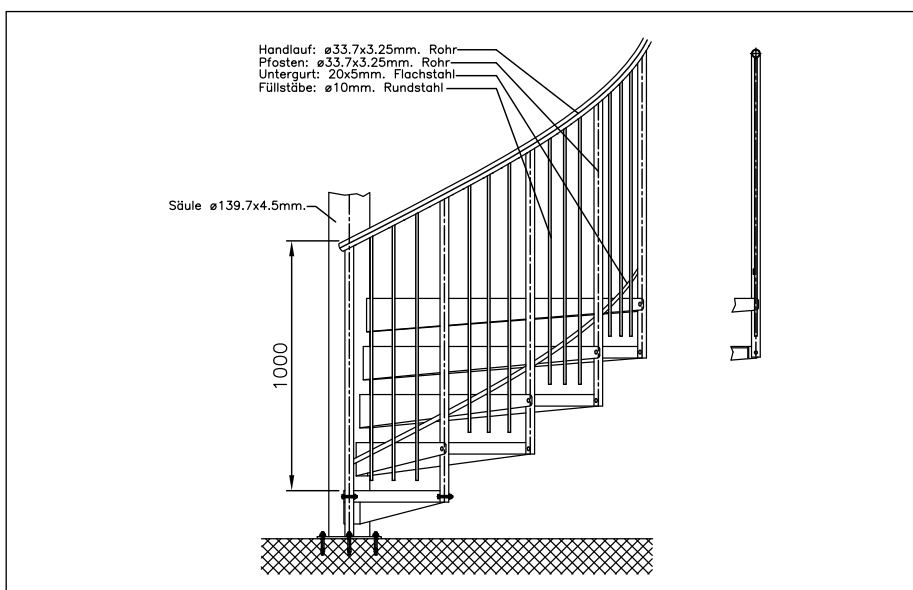 Handlauf: ø33.7x3.25mm. Rohr
Pfosten: ø33.7x3.25mm. Rohr
Untergurt: 20x5mm. Flachstahl
Füllstäbe: ø10mm. Rundstahl
Säule ø139.7x4.5mm.
1000